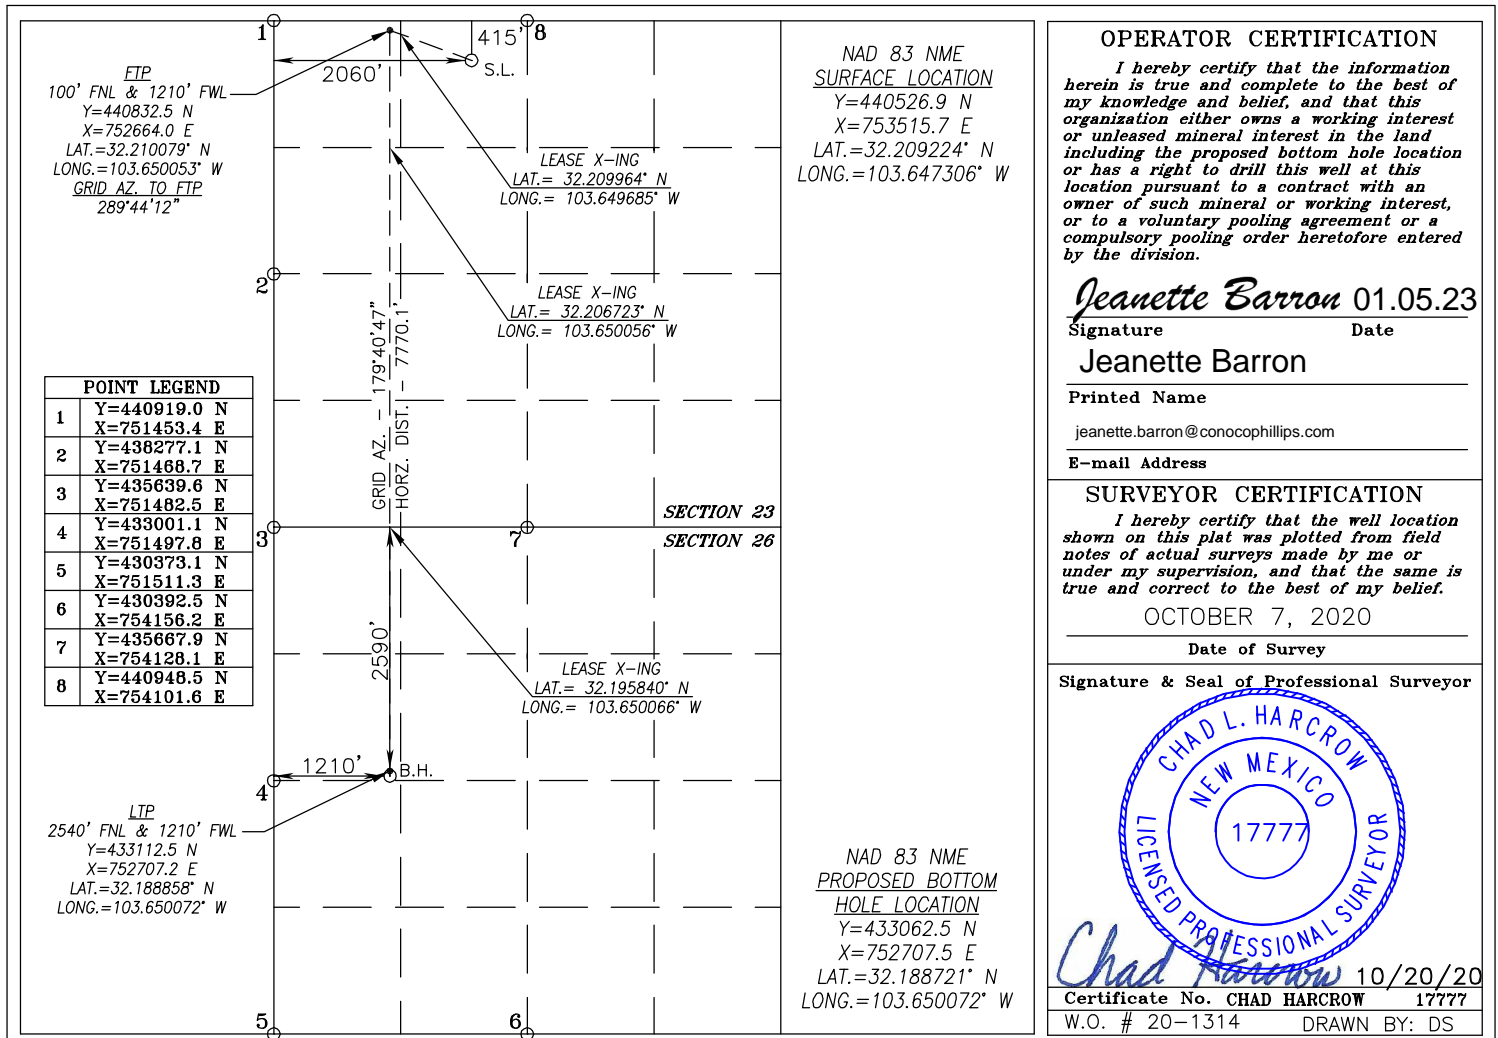 1
8
415'
2060'
S.L.
FTP
100' FNL & 1210' FWL
Y=440832.5 N
X=752664.0 E
LAT.=32.210079° N
LONG.=103.650053° W
GRID AZ. TO FTP
289°44'12"
LEASE X-ING
LAT.= 32.209964° N
LONG.= 103.649685° W
LEASE X-ING
LAT.= 32.206723° N
LONG.= 103.650056° W
2
GRID AZ. - 179°40'47"
HORZ. DIST. - 7770.1'
POINT LEGEND
1 Y=440919.0 N
X=751453.4 E
2 Y=438277.1 N
X=751468.7 E
3 Y=435639.6 N
X=751482.5 E
4 Y=433001.1 N
X=751497.8 E
5 Y=430373.1 N
X=751511.3 E
6 Y=430392.5 N
X=754156.2 E
7 Y=435667.9 N
X=754128.1 E
8 Y=440948.5 N
X=754101.6 E
SECTION 23
3
7
SECTION 26
2590'
LEASE X-ING
LAT.= 32.195840° N
LONG.= 103.650066° W
1210'
B.H.
4
LTP
2540' FNL & 1210' FWL
Y=433112.5 N
X=752707.2 E
LAT.=32.188858° N
LONG.=103.650072° W
5
6
NAD 83 NME
SURFACE LOCATION
Y=440526.9 N
X=753515.7 E
LAT.=32.209224° N
LONG.=103.647306° W
NAD 83 NME
PROPOSED BOTTOM
HOLE LOCATION
Y=433062.5 N
X=752707.5 E
LAT.=32.188721° N
LONG.=103.650072° W
OPERATOR CERTIFICATION
I hereby certify that the information
herein is true and complete to the best of
my knowledge and belief, and that this
organization either owns a working interest
or unleased mineral interest in the land
including the proposed bottom hole location
or has a right to drill this well at this
location pursuant to a contract with an
owner of such mineral or working interest,
or to a voluntary pooling agreement or a
compulsory pooling order heretofore entered
by the division.
Jeanette Barron 01.05.23
Signature Date
Jeanette Barron
Printed Name
jeanette.barron@conocophillips.com
E-mail Address
SURVEYOR CERTIFICATION
I hereby certify that the well location
shown on this plat was plotted from field
notes of actual surveys made by me or
under my supervision, and that the same is
true and correct to the best of my belief.
OCTOBER 7, 2020
Date of Survey
Signature & Seal of Professional Surveyor
CHAD L. HARCROW
NEW MEXICO
17777
LICENSED PROFESSIONAL SURVEYOR
Chad Harcrow 10/20/20
Certificate No. CHAD HARCROW 17777
W.O. # 20-1314 DRAWN BY: DS